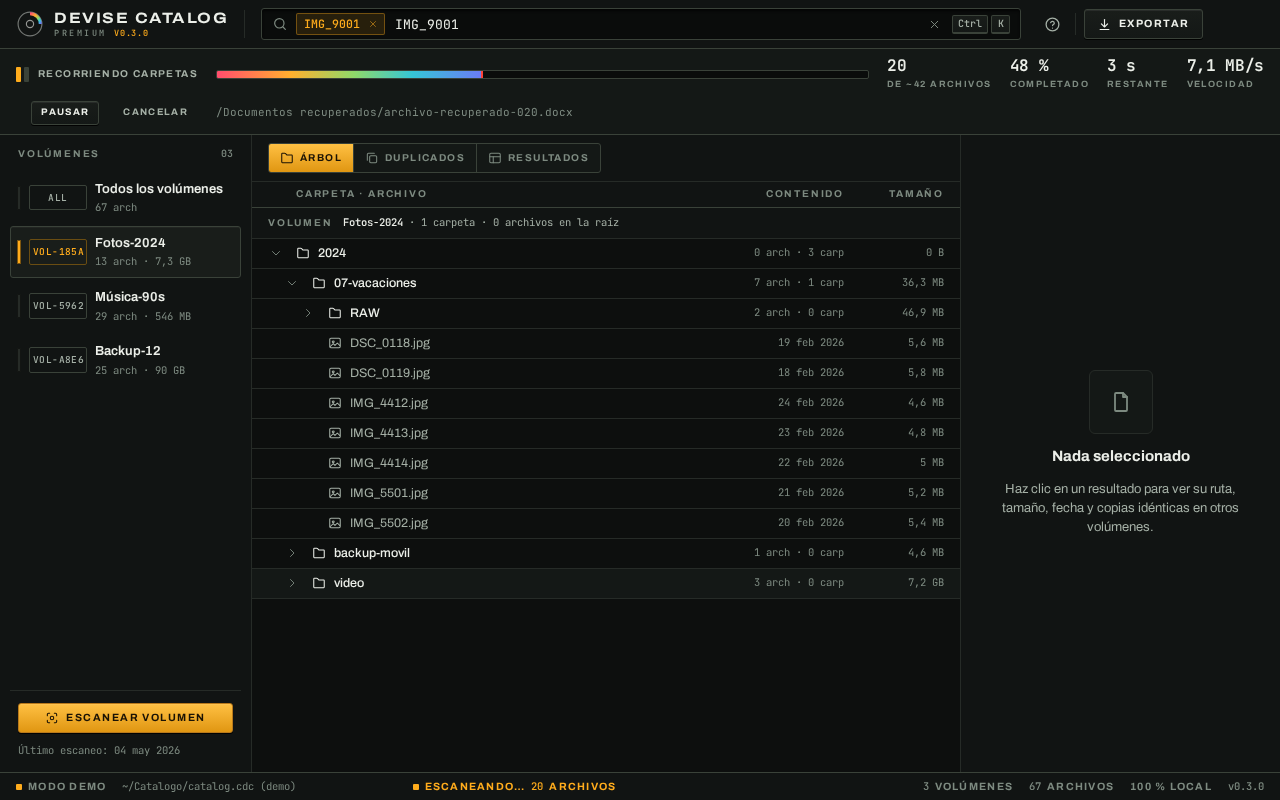 DEVISE CATALOG
PREMIUM V0.3.0
IMG_9001 × IMG_9001
Ctrl K
EXPORTAR
RECORRIENDO CARPETAS
20
DE ~42 ARCHIVOS
48 %
COMPLETADO
3 s
RESTANTE
7,1 MB/s
VELOCIDAD
PAUSAR CANCELAR /Documentos recuperados/archivo-recuperado-020.docx
VOLÚMENES 03
ALL Todos los volúmenes
67 arch
VOL-185A Fotos-2024
13 arch · 7,3 GB
VOL-5962 Música-90s
29 arch · 546 MB
VOL-A8E6 Backup-12
25 arch · 90 GB
ESCANEAR VOLUMEN
Último escaneo: 04 may 2026
ÁRBOL DUPLICADOS RESULTADOS
CARPETA · ARCHIVO CONTENIDO TAMAÑO
VOLUMEN Fotos-2024 · 1 carpeta · 0 archivos en la raíz
2024 0 arch · 3 carp 0 B
07-vacaciones 7 arch · 1 carp 36,3 MB
RAW 2 arch · 0 carp 46,9 MB
DSC_0118.jpg 19 feb 2026 5,6 MB
DSC_0119.jpg 18 feb 2026 5,8 MB
IMG_4412.jpg 24 feb 2026 4,6 MB
IMG_4413.jpg 23 feb 2026 4,8 MB
IMG_4414.jpg 22 feb 2026 5 MB
IMG_5501.jpg 21 feb 2026 5,2 MB
IMG_5502.jpg 20 feb 2026 5,4 MB
backup-movil 1 arch · 0 carp 4,6 MB
video 3 arch · 0 carp 7,2 GB
Nada seleccionado
Haz clic en un resultado para ver su ruta,
tamaño, fecha y copias idénticas en otros
volúmenes.
MODO DEMO ~/Catalogo/catalog.cdc (demo) ESCANEANDO… 20 ARCHIVOS 3 VOLÚMENES 67 ARCHIVOS 100 % LOCAL v0.3.0